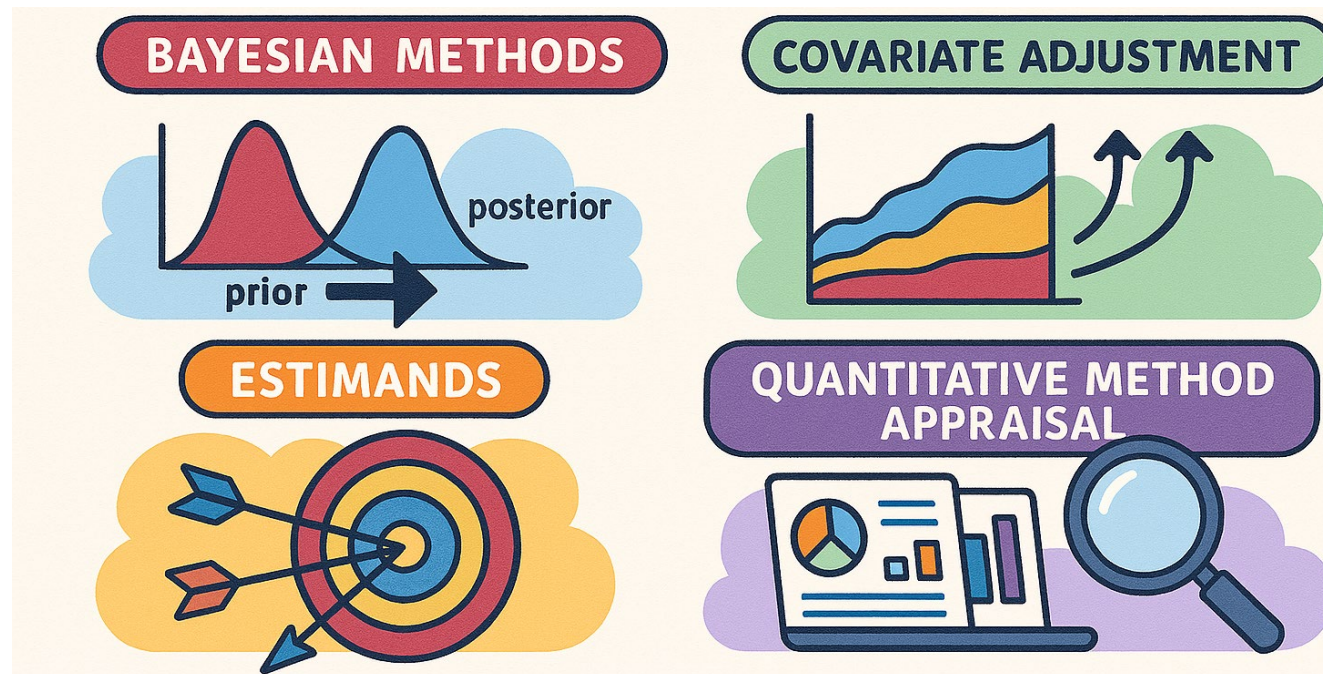 BAYESIAN METHODS
posterior
prior
COVARIATE ADJUSTMENT
ESTIMANDS
QUANTITATIVE METHOD
APPRAISAL